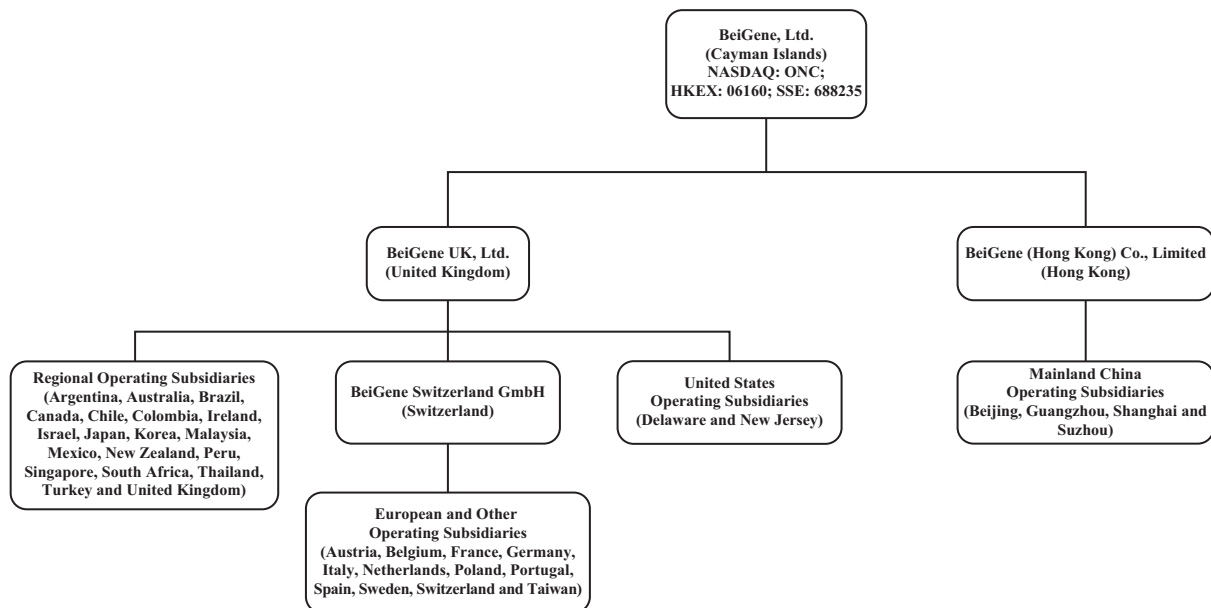 BeiGene, Ltd.
(Cayman Islands)
NASDAQ: ONC;
HKEX: 06160; SSE: 688235
BeiGene UK, Ltd.
(United Kingdom)
BeiGene (Hong Kong) Co., Limited
(Hong Kong)
Regional Operating Subsidiaries
(Argentina, Australia, Brazil,
Canada, Chile, Colombia, Ireland,
Israel, Japan, Korea, Malaysia,
Mexico, New Zealand, Peru,
Singapore, South Africa, Thailand,
Turkey and United Kingdom)
BeiGene Switzerland GmbH
(Switzerland)
United States
Operating Subsidiaries
(Delaware and New Jersey)
Mainland China
Operating Subsidiaries
(Beijing, Guangzhou, Shanghai and
Suzhou)
European and Other
Operating Subsidiaries
(Austria, Belgium, France, Germany,
Italy, Netherlands, Poland, Portugal,
Spain, Sweden, Switzerland and Taiwan)